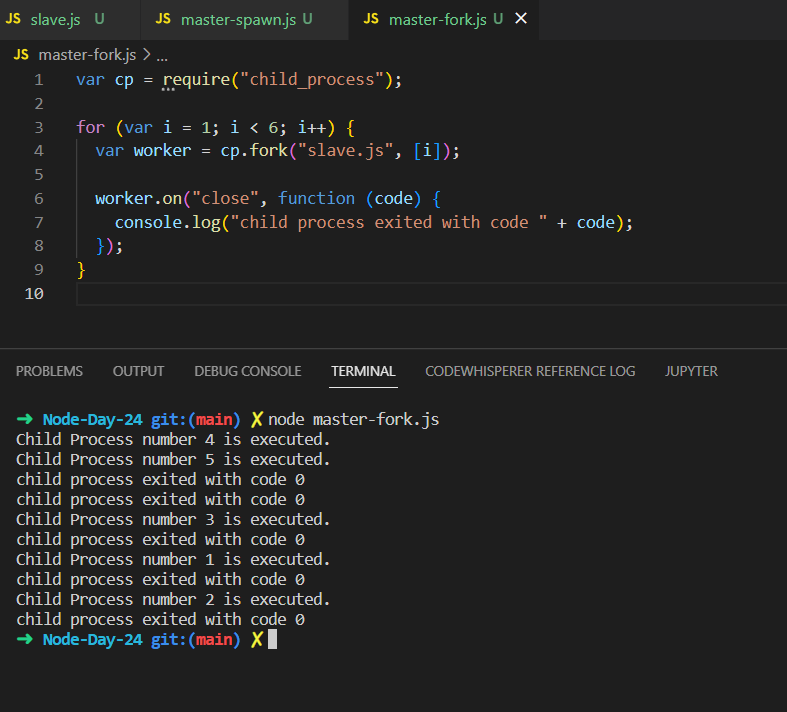 JS slave.js U JS master-spawn.js U JS master-fork.js U ✕
JS master-fork.js > ...
1 var cp = require("child_process");
2
3 for (var i = 1; i < 6; i++) {
4 var worker = cp.fork("slave.js", [i]);
5
6 worker.on("close", function (code) {
7 console.log("child process exited with code " + code);
8 });
9 }
10
PROBLEMS OUTPUT DEBUG CONSOLE TERMINAL CODEWHISPERER REFERENCE LOG JUPYTER
➜ Node-Day-24 git:(main) ✗ node master-fork.js
Child Process number 4 is executed.
Child Process number 5 is executed.
child process exited with code 0
child process exited with code 0
Child Process number 3 is executed.
child process exited with code 0
Child Process number 1 is executed.
child process exited with code 0
Child Process number 2 is executed.
child process exited with code 0
➜ Node-Day-24 git:(main) ✗